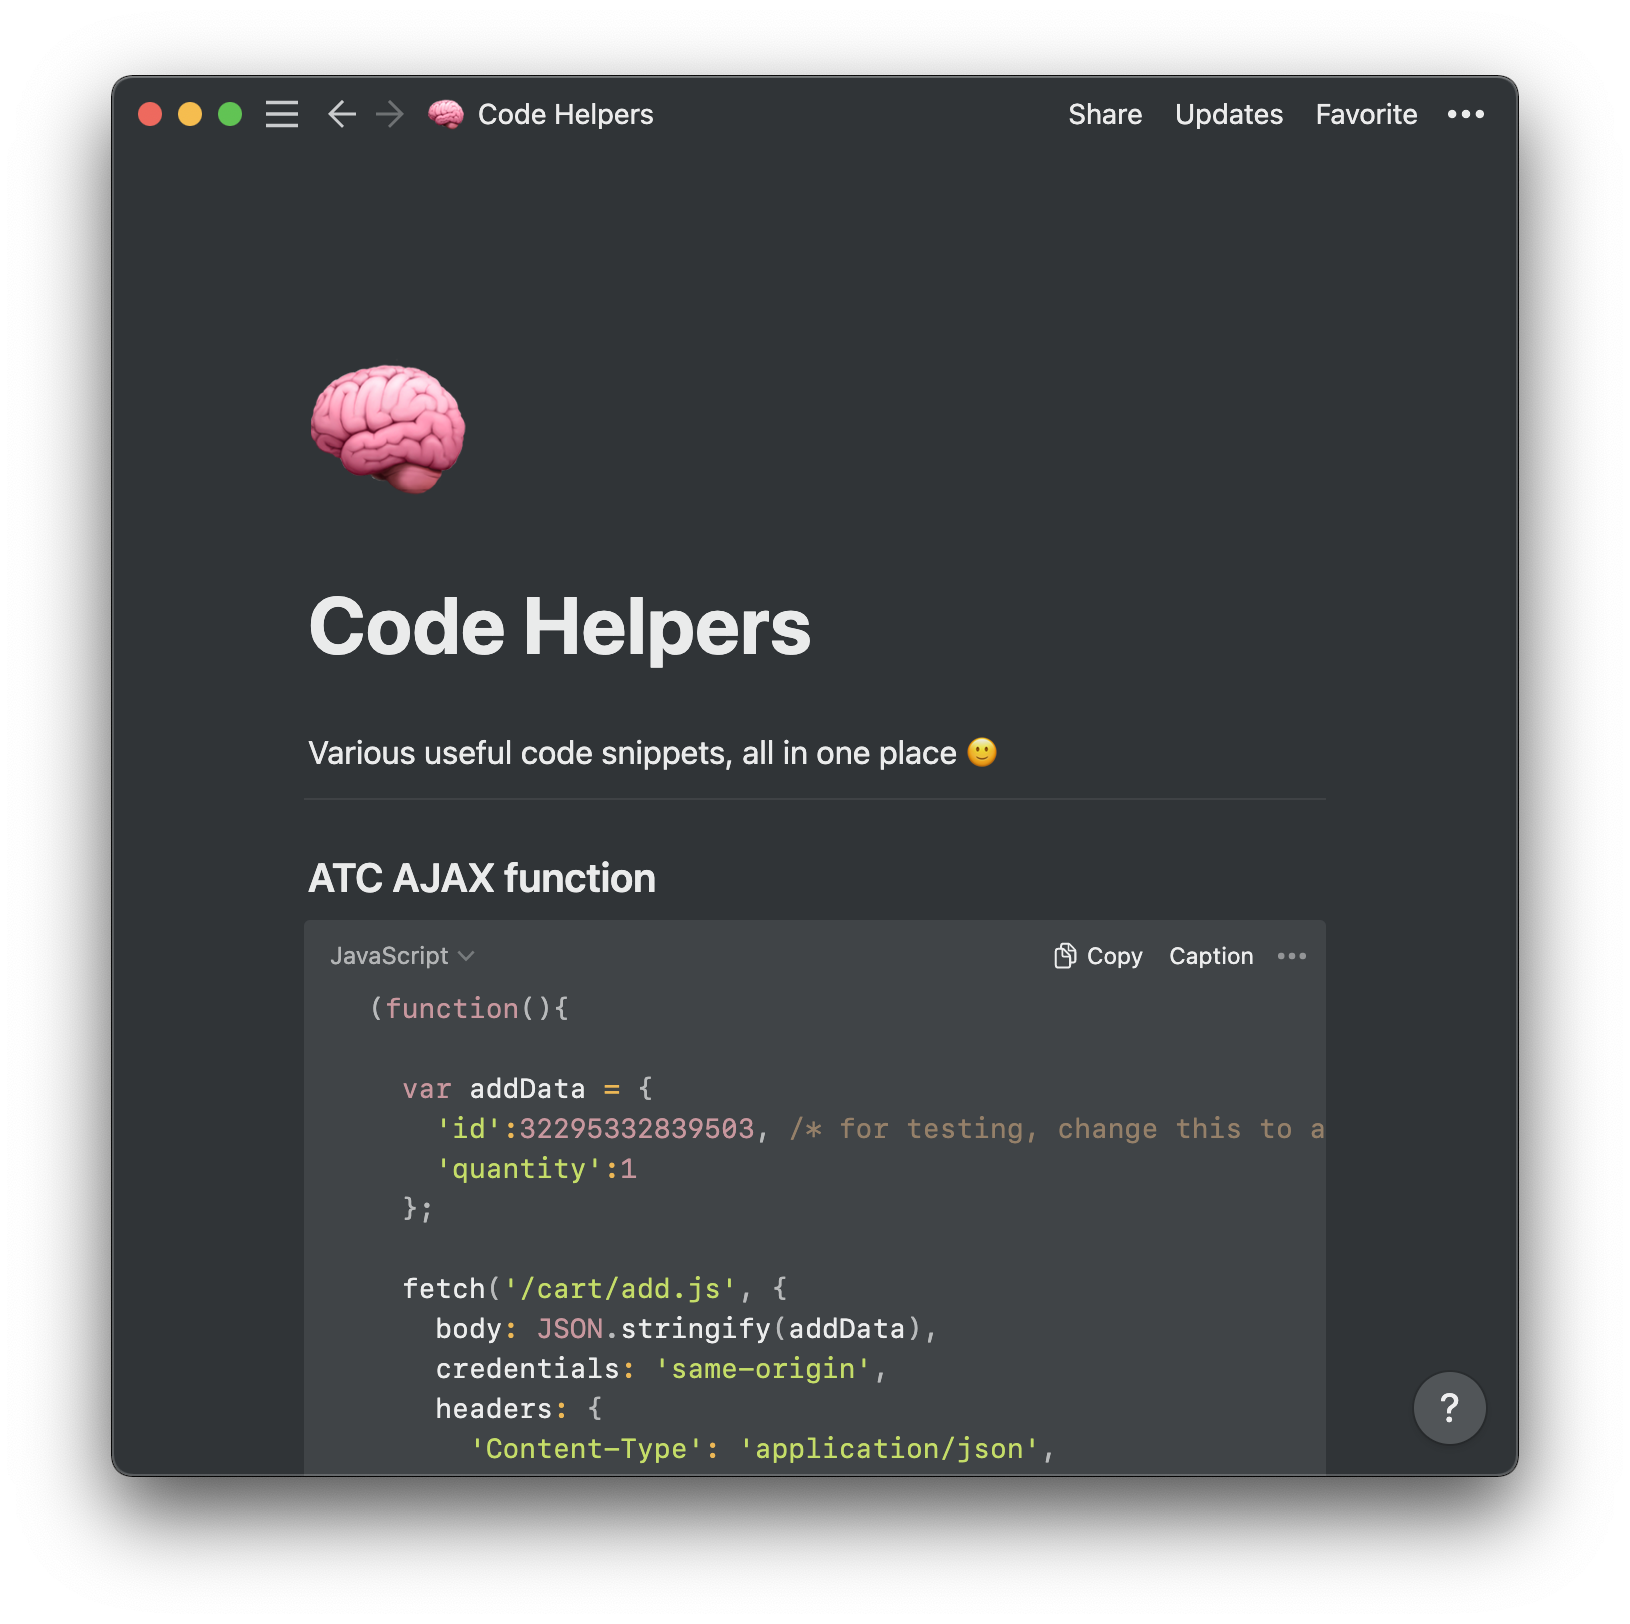 Code Helpers
Share Updates Favorite
Code Helpers
Various useful code snippets, all in one place 🙂
ATC AJAX function
JavaScript
Copy Caption
(function(){
var addData = {
'id':32295332839503, /* for testing, change this to a
'quantity':1
};
fetch('/cart/add.js', {
body: JSON.stringify(addData),
credentials: 'same-origin',
headers: {
'Content-Type': 'application/json',
?